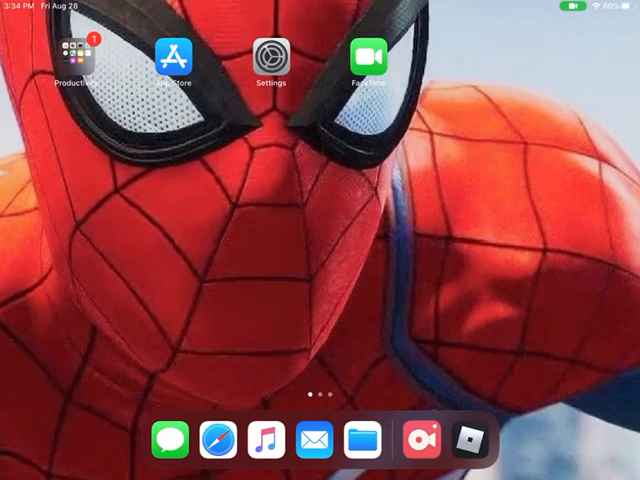 3:34 PM Fri Aug 28
60%
1
Productivity
App Store
Settings
FaceTime